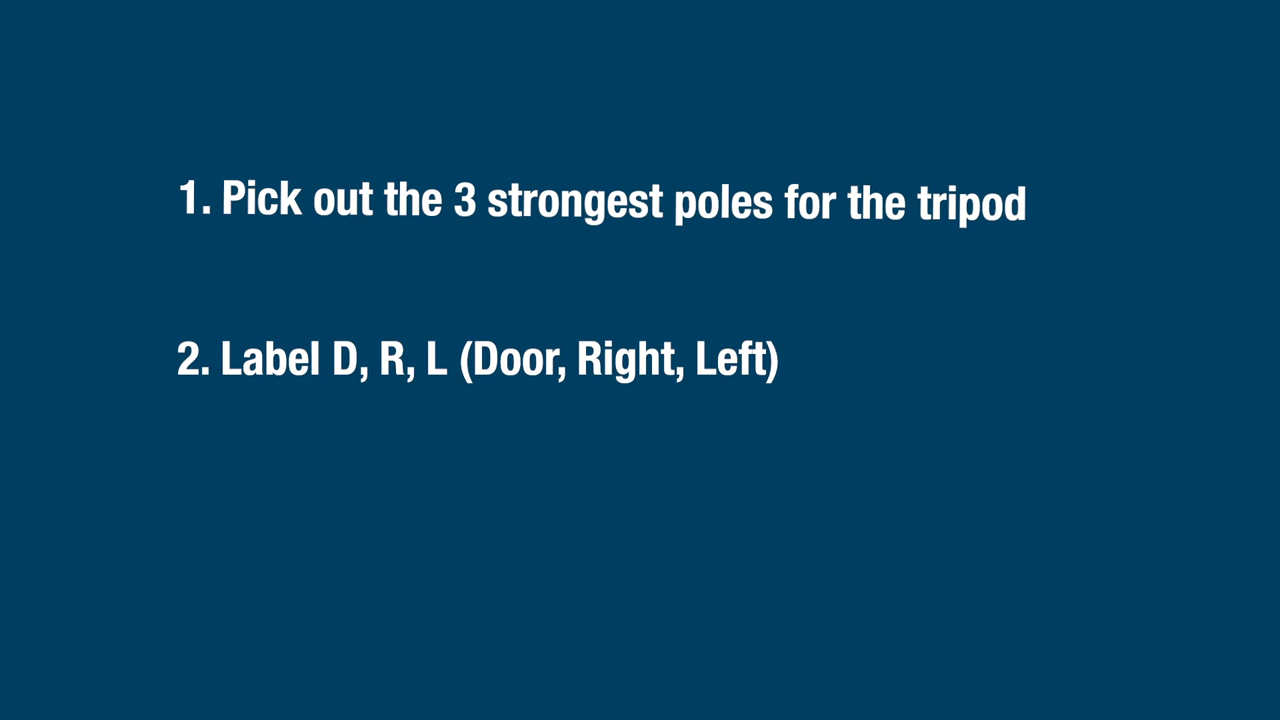 1. Pick out the 3 strongest poles for the tripod
2. Label D, R, L (Door, Right, Left)